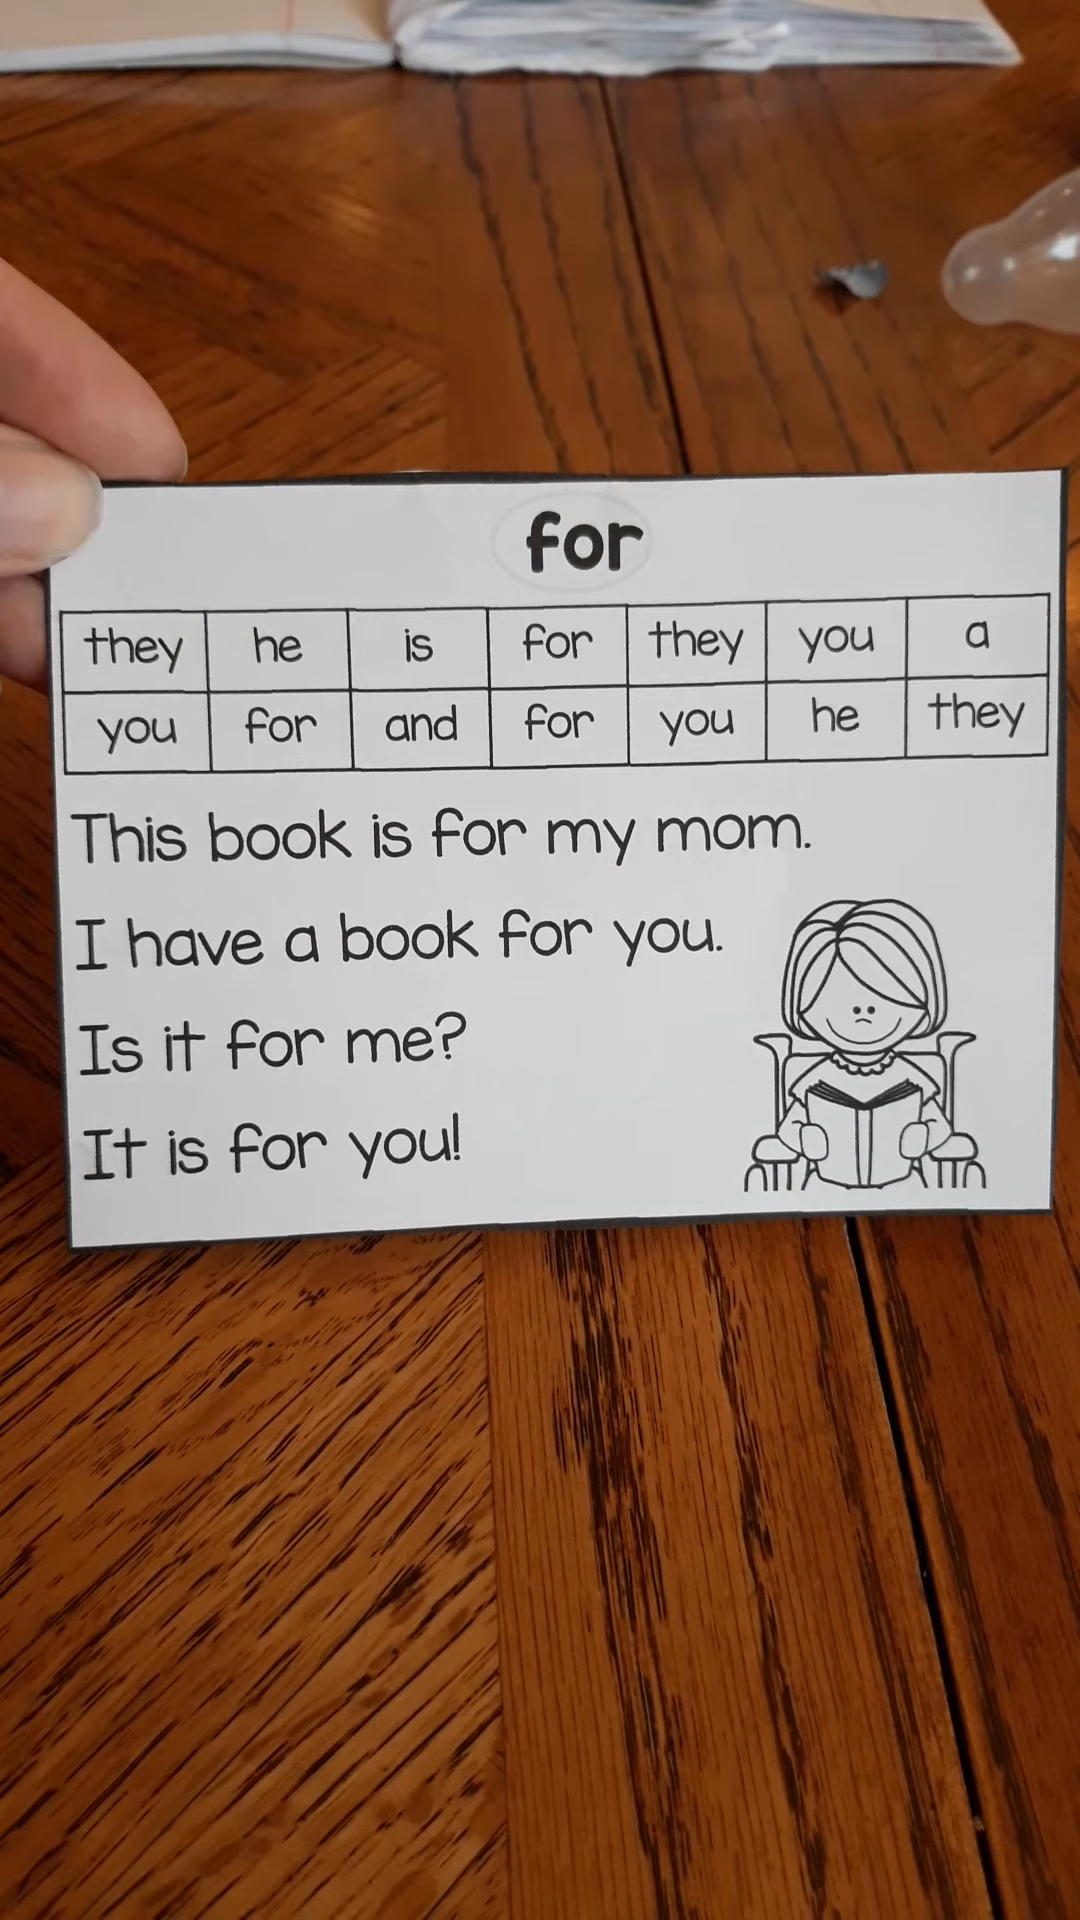 for
they he is for they you a
you for and for you he they
This book is for my mom.
I have a book for you.
Is it for me?
It is for you!